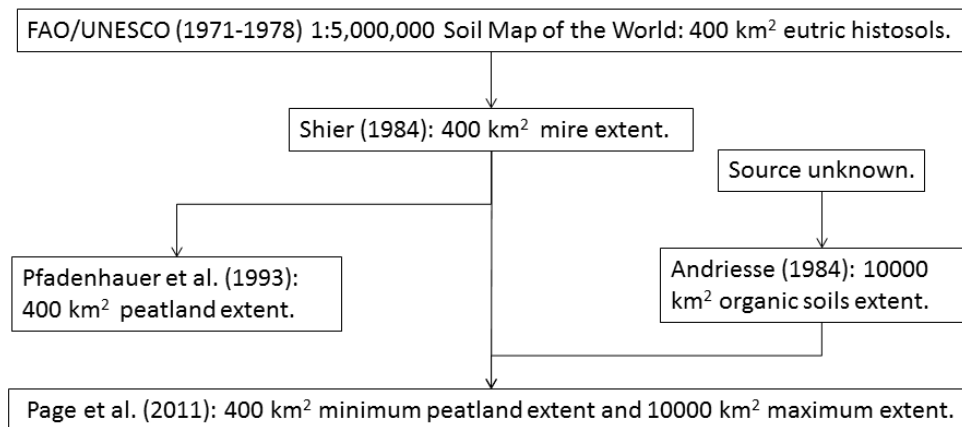 FAO/UNESCO (1971-1978) 1:5,000,000 Soil Map of the World: 400 km² eutric histosols.
Shier (1984): 400 km² mire extent.
Source unknown.
Pfadenhauer et al. (1993):
400 km² peatland extent.
Andriesse (1984): 10000
km² organic soils extent.
Page et al. (2011): 400 km² minimum peatland extent and 10000 km² maximum extent.